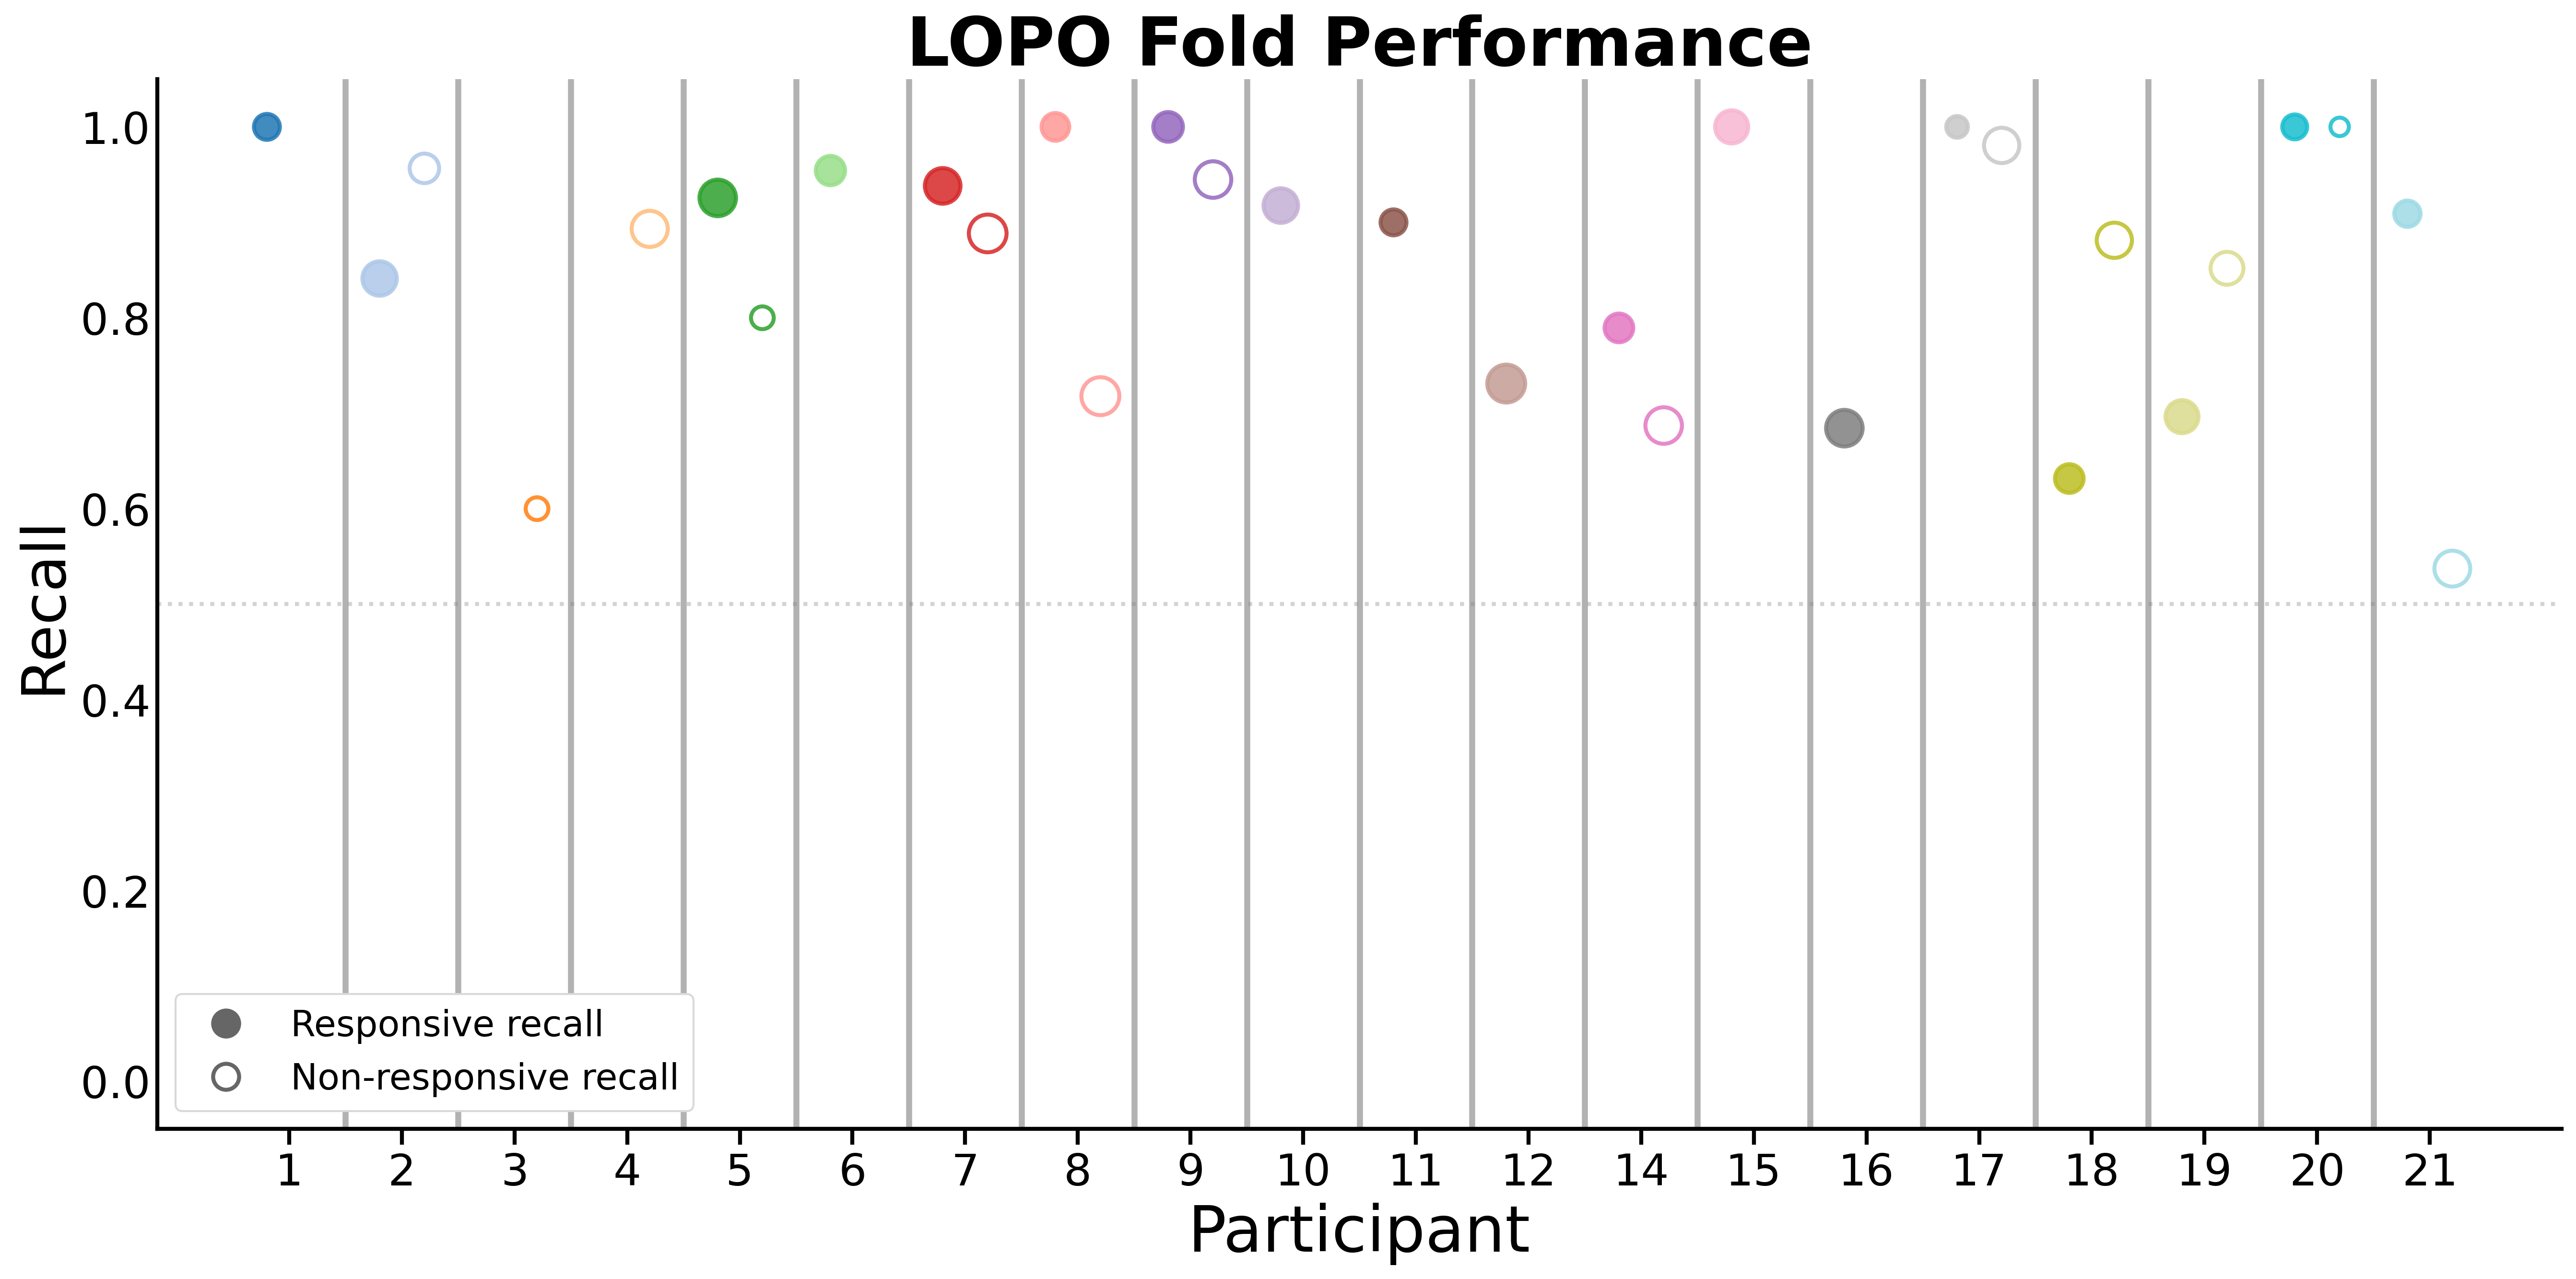 LOPO Fold Performance
Recall
1.0
0.8
0.6
0.4
0.2
0.0
Responsive recall
Non-responsive recall
1 2 3 4 5 6 7 8 9 10 11 12 14 15 16 17 18 19 20 21
Participant